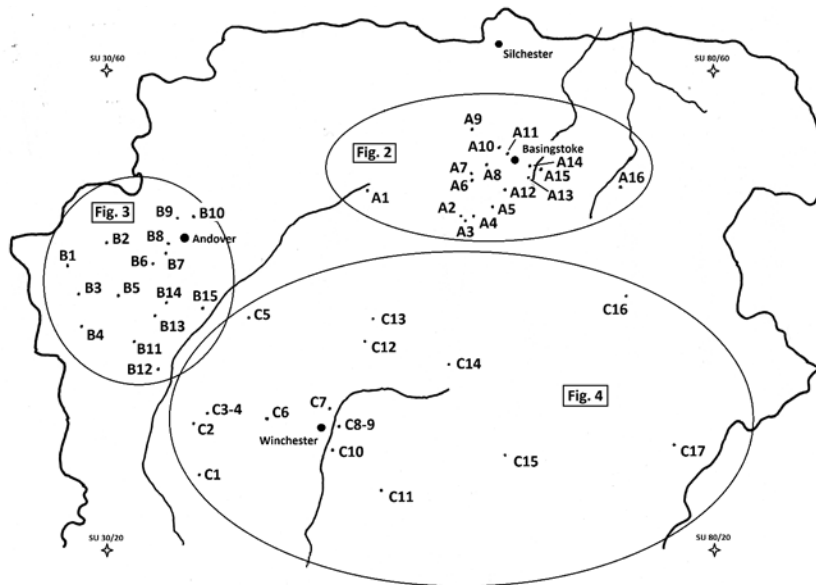 SU 30/60
Silchester
SU 80/60
A9
A11
A10
Basingstoke
Fig. 2
A14
A7
A8
A15
A16
A6
A1
A12
A13
A2
A5
A4
A3
Fig. 3
B9
B10
B2
B8
Andover
B1
B6
B7
B3
B5
B14
B15
B13
B4
B11
B12
C5
C13
C16
C12
C14
Fig. 4
C3-4
C6
C7
C2
C8-9
Winchester
C10
C17
C15
C1
C11
SU 30/20
SU 80/20